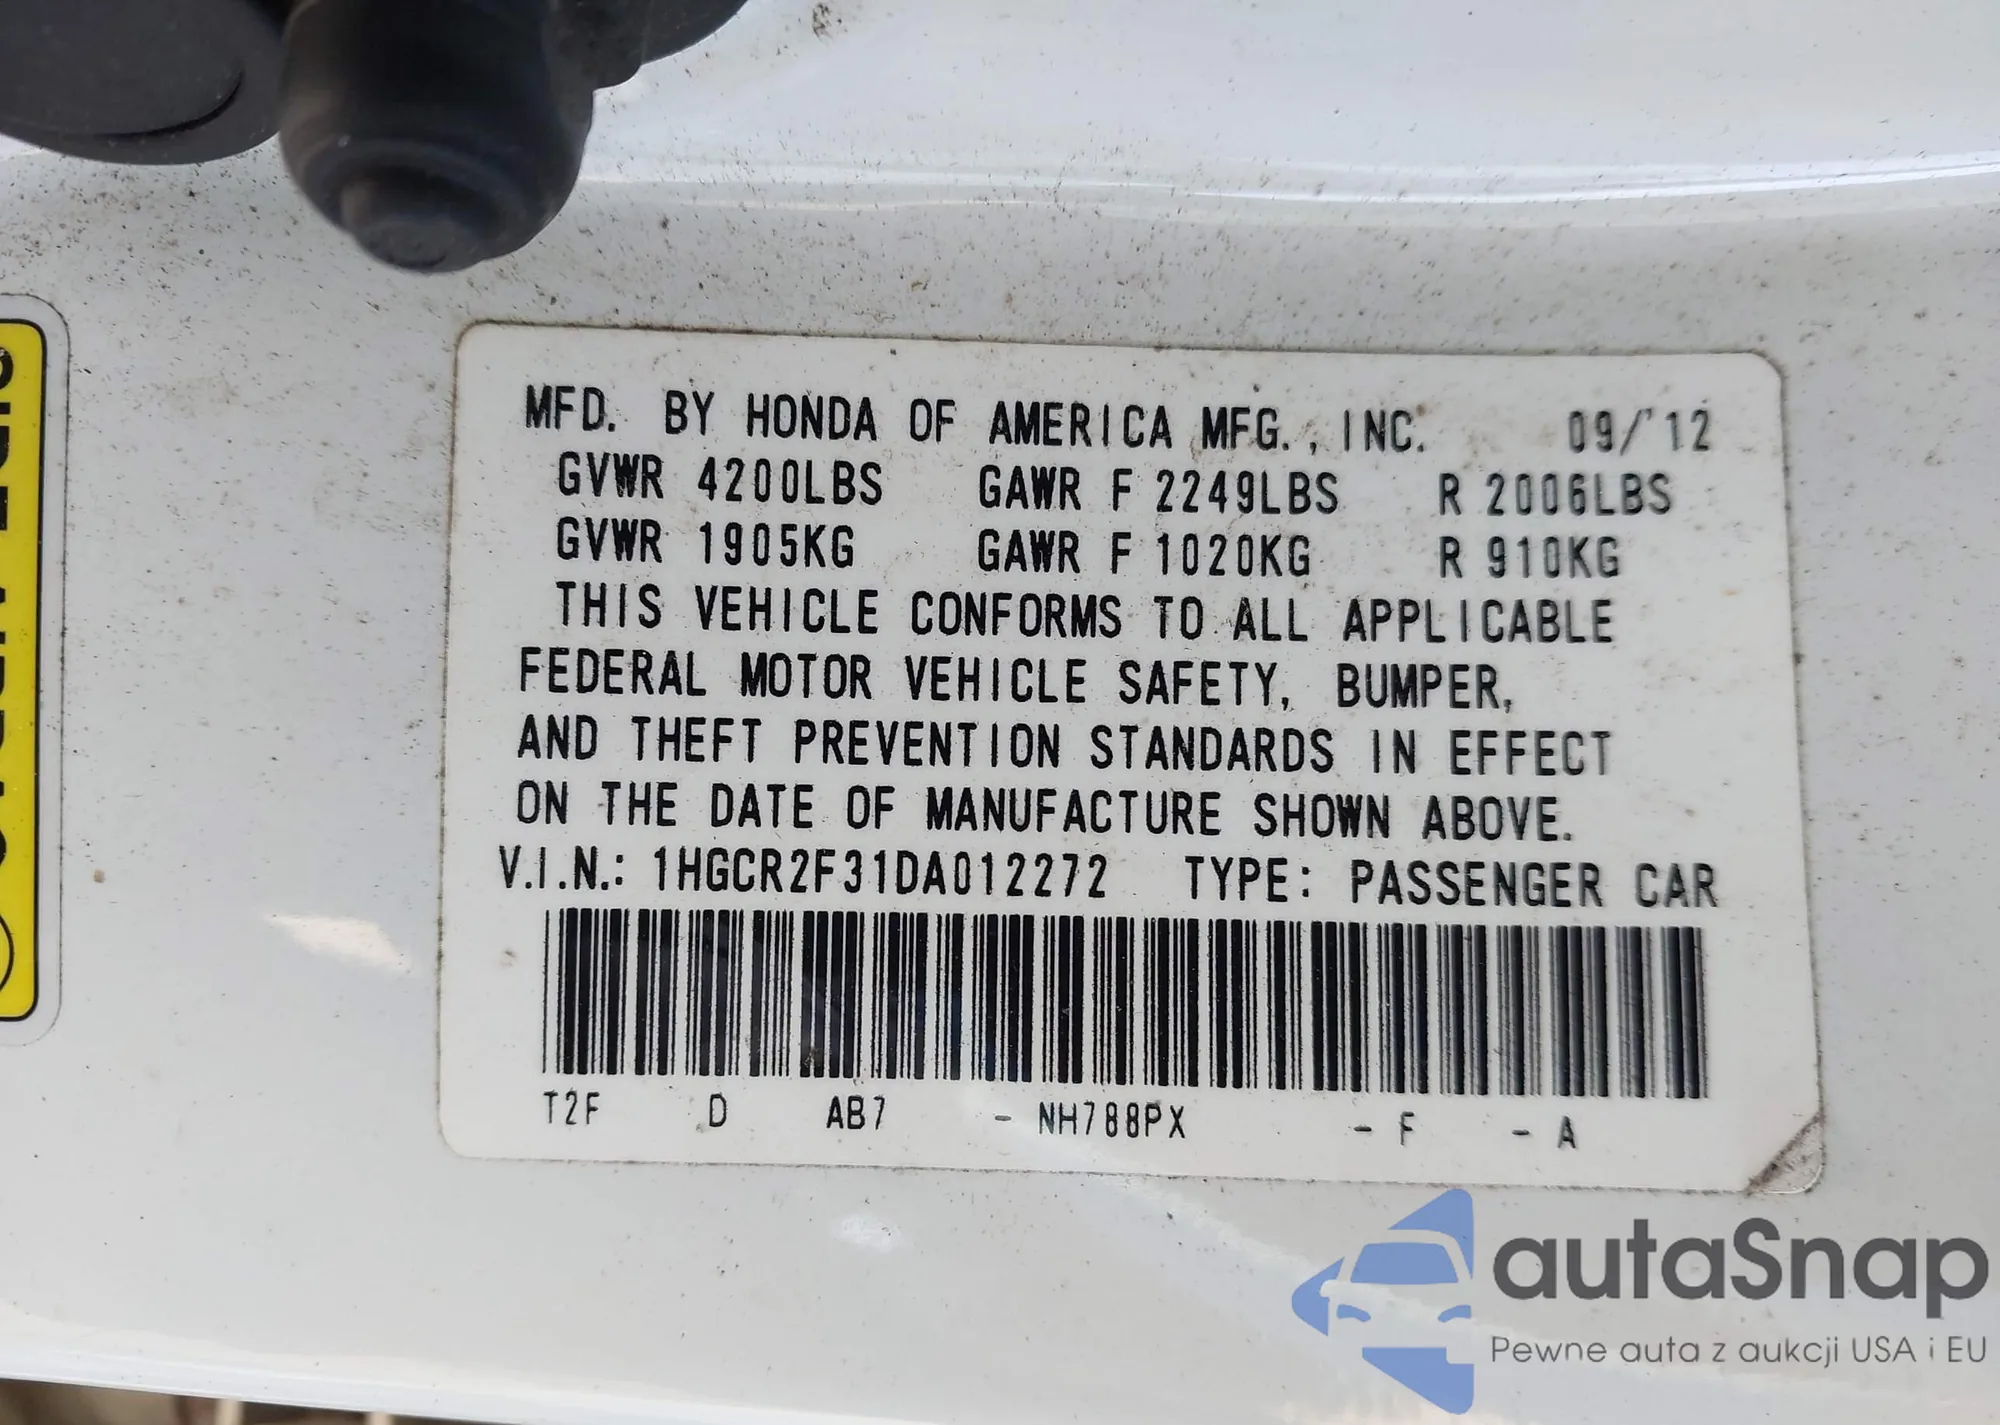 MFD. BY HONDA OF AMERICA MFG., INC. 09/'12
GVWR 4200LBS GAWR F 2249LBS R 2006LBS
GVWR 1905KG GAWR F 1020KG R 910KG
THIS VEHICLE CONFORMS TO ALL APPLICABLE
FEDERAL MOTOR VEHICLE SAFETY, BUMPER,
AND THEFT PREVENTION STANDARDS IN EFFECT
ON THE DATE OF MANUFACTURE SHOWN ABOVE.
V.I.N.: 1HGCR2F31DA012272 TYPE: PASSENGER CAR
T2F D AB7 - NH788PX - F - A
autaSnap
Pewne auta z aukcji USA i EU